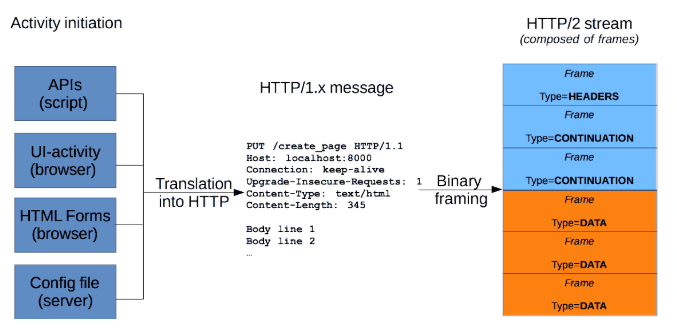 Activity initiation
APIs
(script)
UI-activity
(browser)
HTML Forms
(browser)
Config file
(server)
Translation
into HTTP
HTTP/1.x message
PUT /create_page HTTP/1.1
Host: localhost:8000
Connection: keep-alive
Upgrade-Insecure-Requests: 1
Content-Type: text/html
Content-Length: 345
Body line 1
Body line 2
…
Binary
framing
HTTP/2 stream
(composed of frames)
Frame
Type=HEADERS
Frame
Type=CONTINUATION
Frame
Type=CONTINUATION
Frame
Type=DATA
Frame
Type=DATA
Frame
Type=DATA